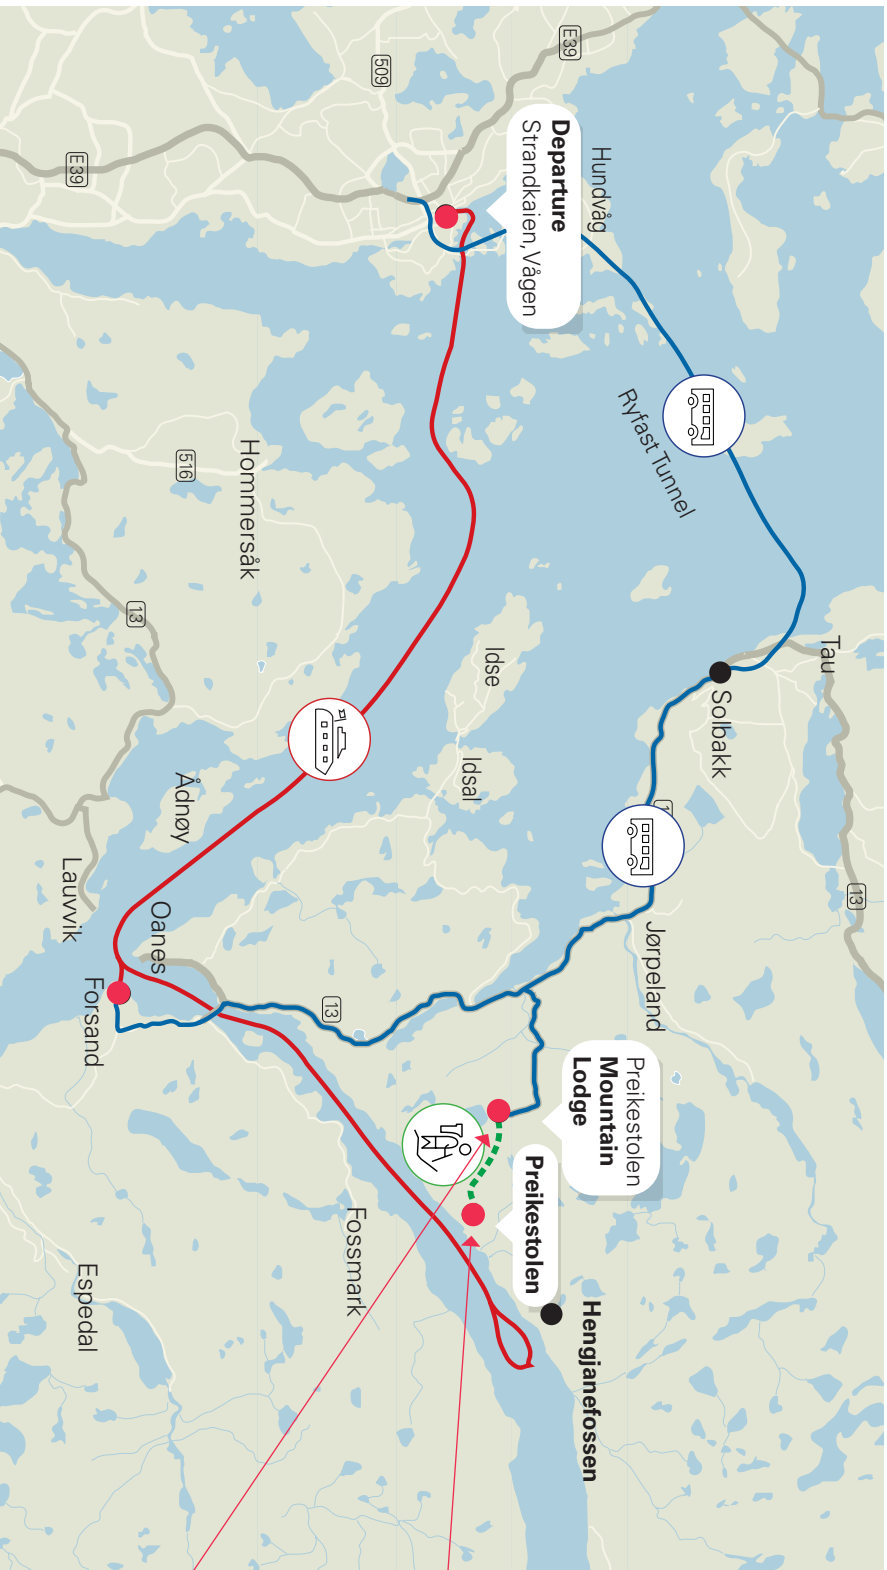 Tau
13
Solbakk
Ryfast Tunnel
Jørpeland
Preikestolen
Mountain
Lodge
Hundvåg
Hengjanefossen
E39
Departure
Strandkaien, Vågen
Preikestolen
Idse
Idsal
509
Fossmark
13
Hommersåk
516
Ådnøy
Oanes
13
Forsand
Espedal
E39
Lauvvik